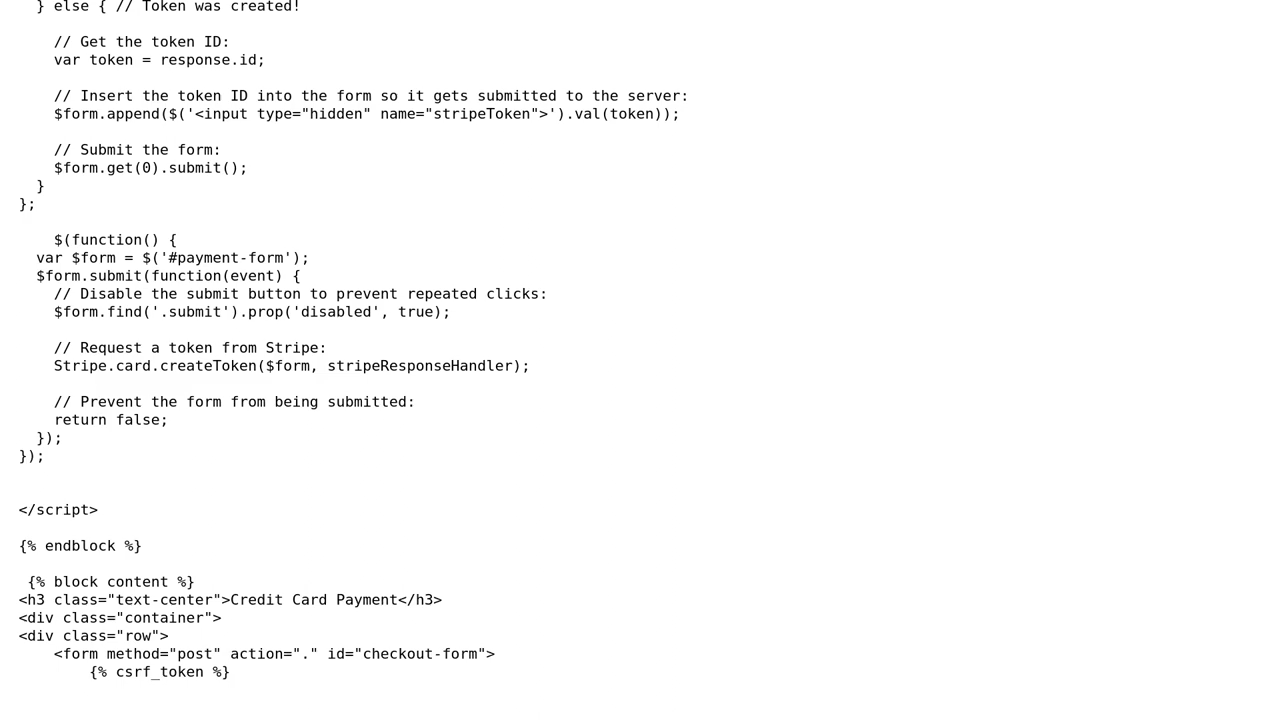 } else { // Token was created!

    // Get the token ID:
    var token = response.id;

    // Insert the token ID into the form so it gets submitted to the server:
    $form.append($('<input type="hidden" name="stripeToken">').val(token));

    // Submit the form:
    $form.get(0).submit();
  }
};

    $(function() {
  var $form = $('#payment-form');
  $form.submit(function(event) {
    // Disable the submit button to prevent repeated clicks:
    $form.find('.submit').prop('disabled', true);

    // Request a token from Stripe:
    Stripe.card.createToken($form, stripeResponseHandler);

    // Prevent the form from being submitted:
    return false;
  });
});


</script>

{% endblock %}

 {% block content %}
<h3 class="text-center">Credit Card Payment</h3>
<div class="container">
<div class="row">
    <form method="post" action="." id="checkout-form">
        {% csrf_token %}